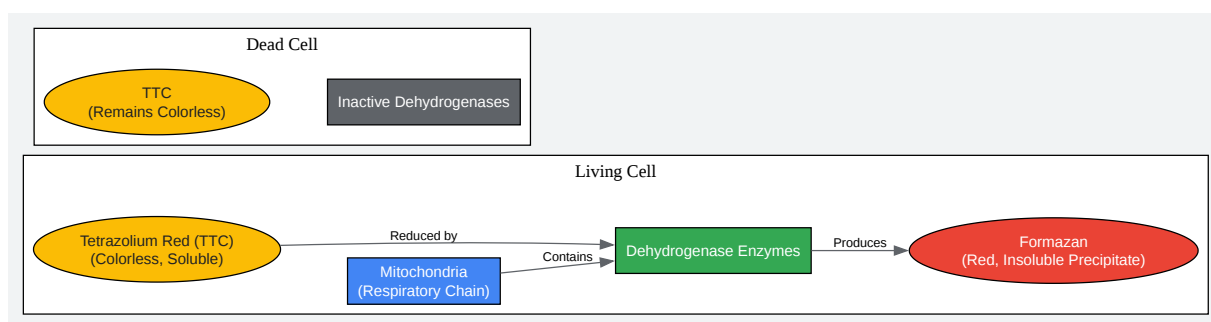 Dead Cell
TTC
(Remains Colorless)
Inactive Dehydrogenases
Living Cell
Tetrazolium Red (TTC)
(Colorless, Soluble)
Reduced by
Mitochondria
(Respiratory Chain)
Contains
Dehydrogenase Enzymes
Produces
Formazan
(Red, Insoluble Precipitate)